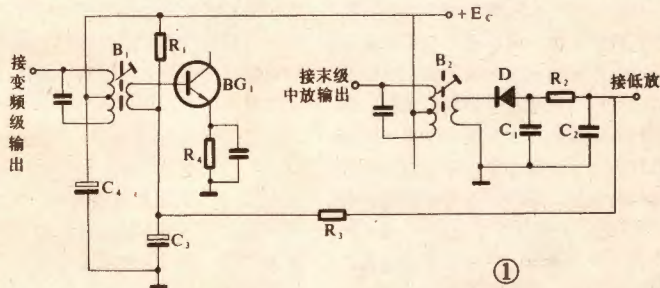 +E_c
接变频级输出
B₁
R₁
BG₁
R₄
C₄
C₃
R₃
接末级中放输出
B₂
D
R₂
接低放
C₁
C₂
①